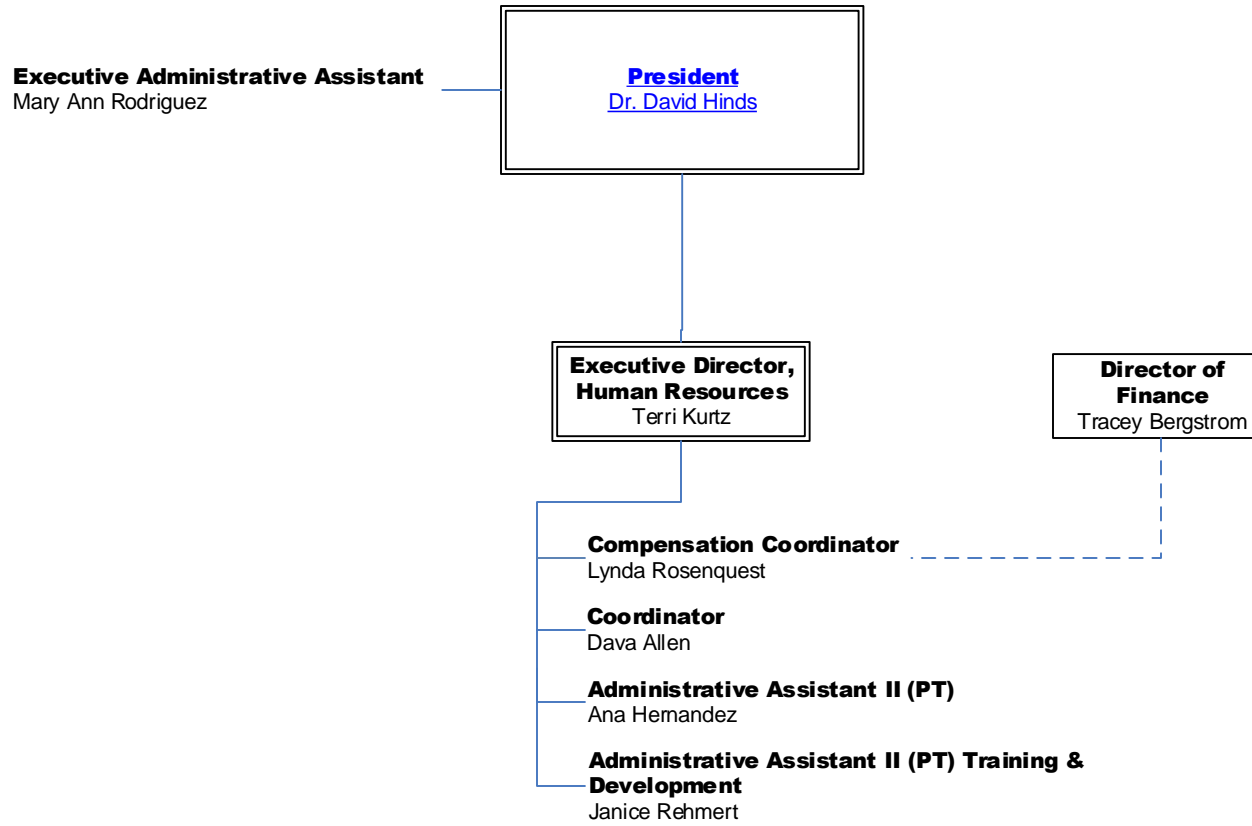 Executive Administrative Assistant
Mary Ann Rodriguez
President
Dr. David Hinds
Executive Director,
Human Resources
Terri Kurtz
Director of
Finance
Tracey Bergstrom
Compensation Coordinator
Lynda Rosenquest
Coordinator
Dava Allen
Administrative Assistant II (PT)
Ana Hernandez
Administrative Assistant II (PT) Training &
Development
Janice Rehmert